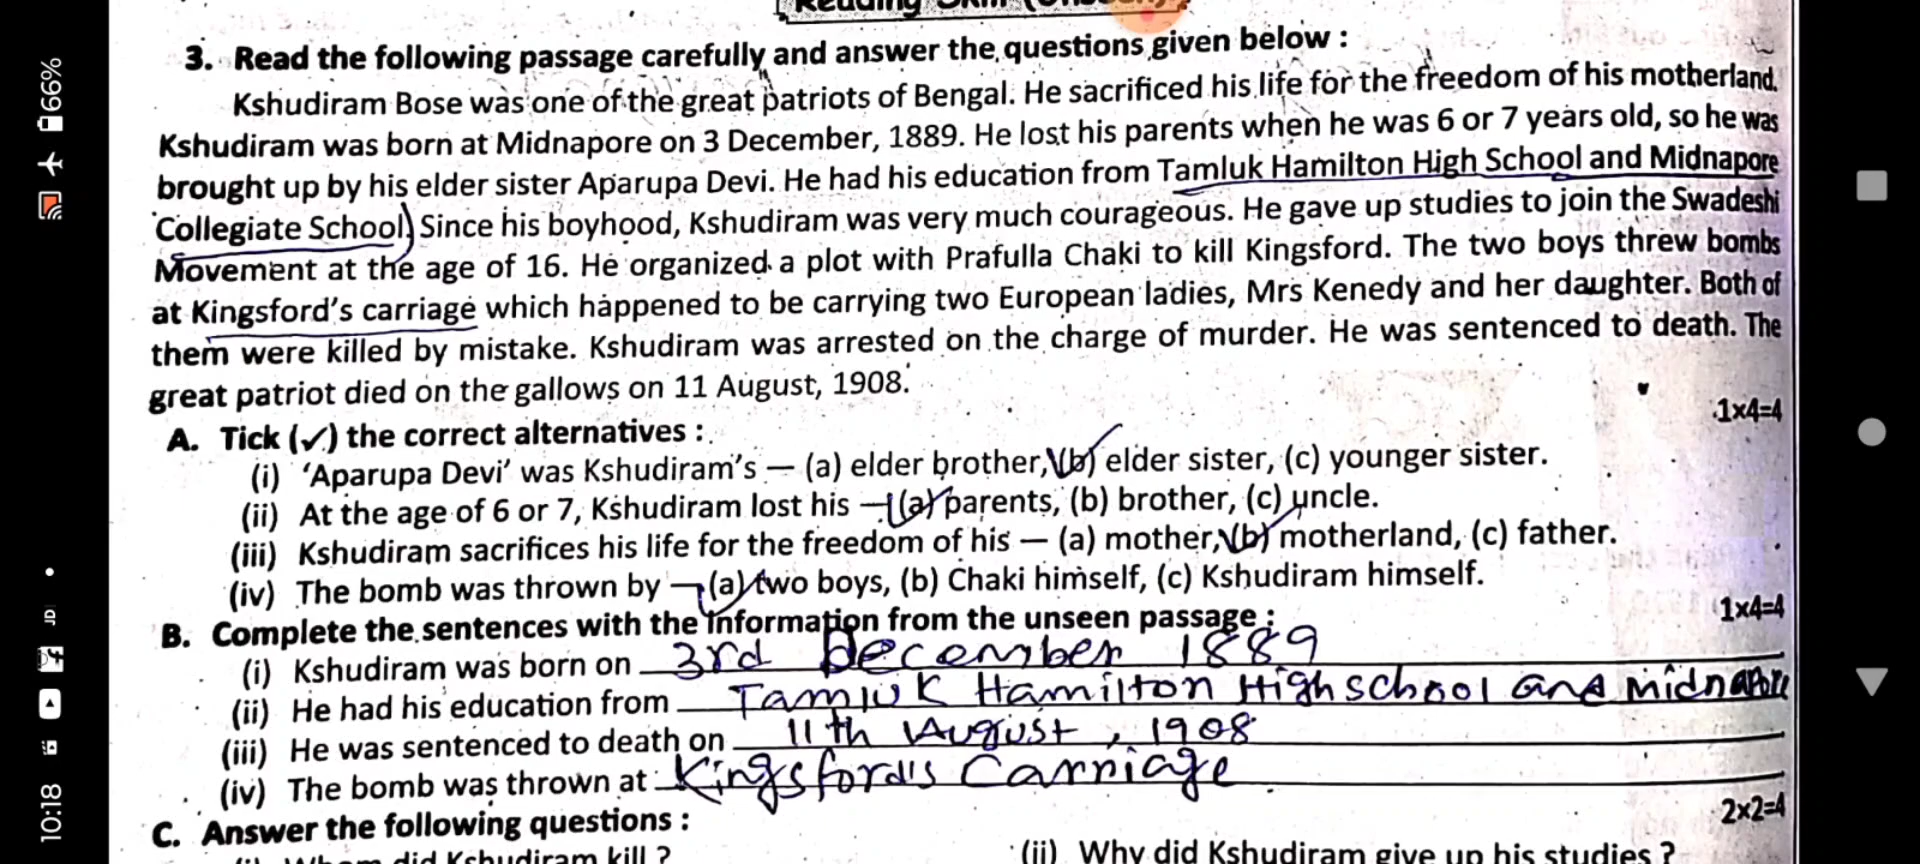 Reading Skill (Unseen)
3. Read the following passage carefully and answer the questions given below :
Kshudiram Bose was one of the great patriots of Bengal. He sacrificed his life for the freedom of his motherland.
Kshudiram was born at Midnapore on 3 December, 1889. He lost his parents when he was 6 or 7 years old, so he was
brought up by his elder sister Aparupa Devi. He had his education from Tamluk Hamilton High School and Midnapore
Collegiate School. Since his boyhood, Kshudiram was very much courageous. He gave up studies to join the Swadeshi
Movement at the age of 16. He organized a plot with Prafulla Chaki to kill Kingsford. The two boys threw bombs
at Kingsford's carriage which happened to be carrying two European ladies, Mrs Kenedy and her daughter. Both of
them were killed by mistake. Kshudiram was arrested on the charge of murder. He was sentenced to death. The
great patriot died on the gallows on 11 August, 1908.
1x4=4
A. Tick (✓) the correct alternatives :
(i) 'Aparupa Devi' was Kshudiram's — (a) elder brother, (b) elder sister, (c) younger sister.
(ii) At the age of 6 or 7, Kshudiram lost his — (a) parents, (b) brother, (c) uncle.
(iii) Kshudiram sacrifices his life for the freedom of his — (a) mother, (b) motherland, (c) father.
(iv) The bomb was thrown by — (a) two boys, (b) Chaki himself, (c) Kshudiram himself.
B. Complete the sentences with the information from the unseen passage : 1x4=4
(i) Kshudiram was born on 3rd December 1889
(ii) He had his education from Tamluk Hamilton High school and Midnapore
(iii) He was sentenced to death on 11th August, 1908
(iv) The bomb was thrown at Kingsford's Carriage
C. Answer the following questions : 2x2=4
(i) Whom did Kshudiram kill ? (ii) Why did Kshudiram give up his studies ?
66%
10:18